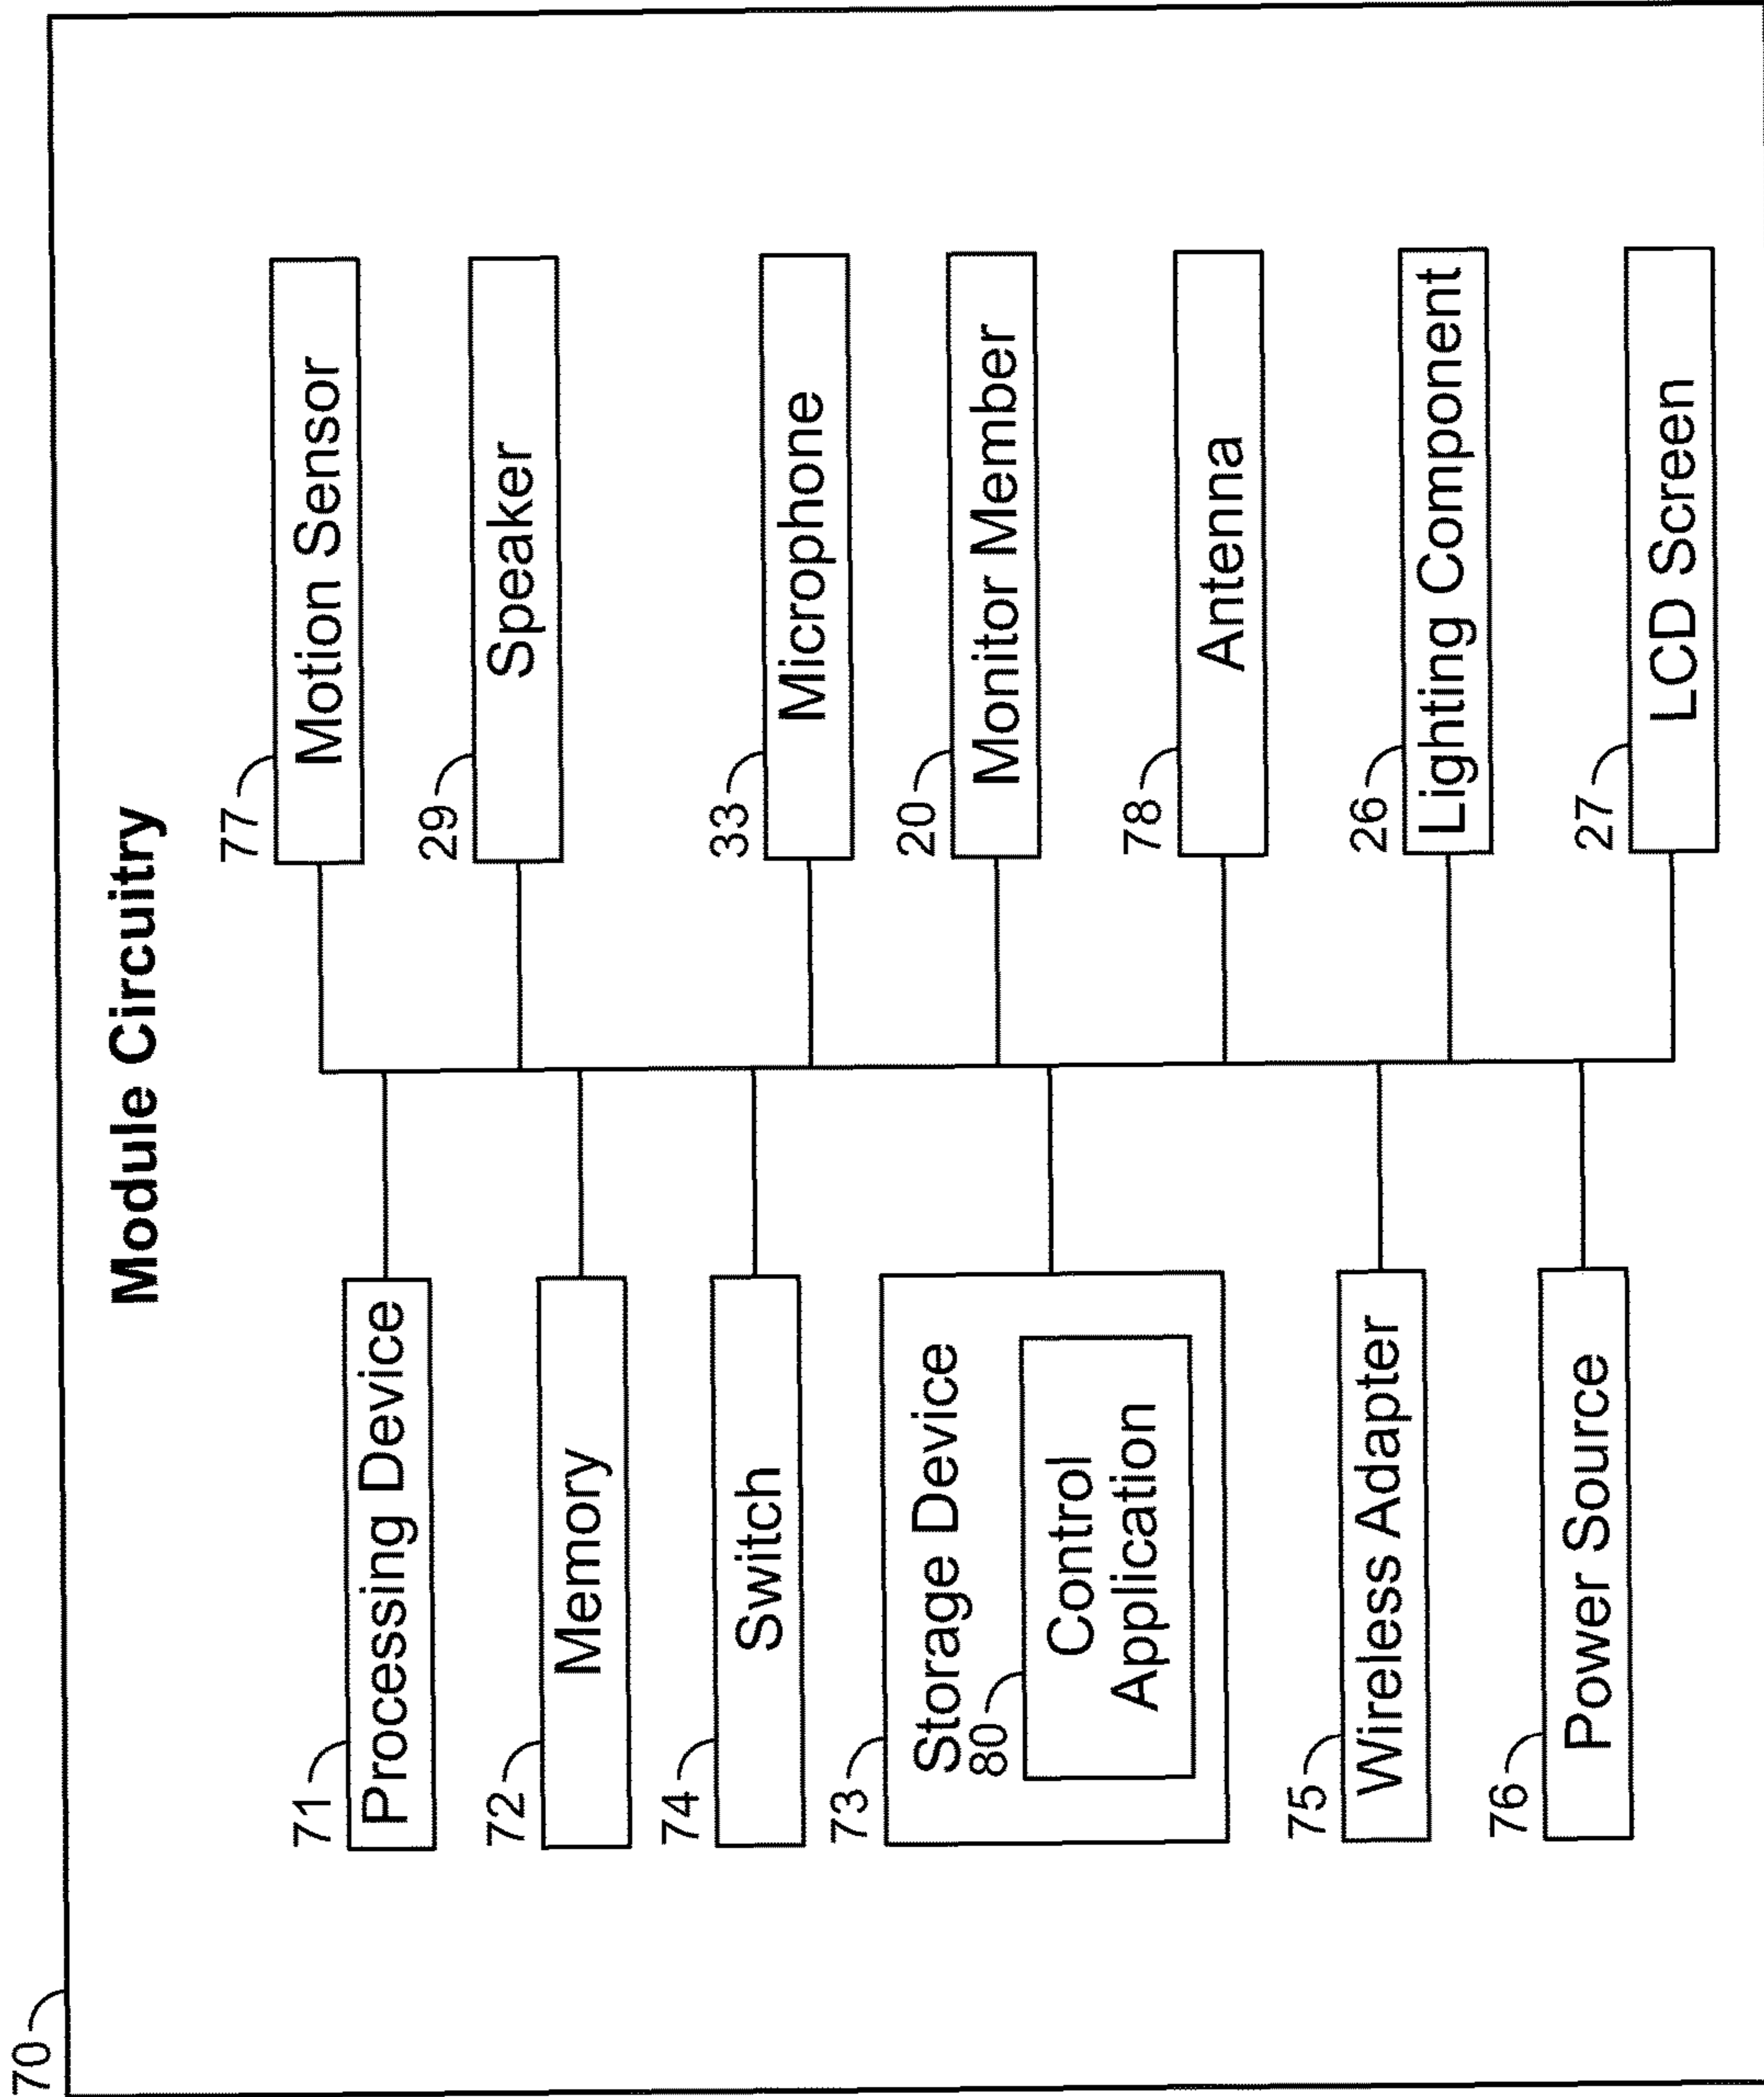 70
Module Circuitry
71
Processing Device
72
Memory
74
Switch
73
Storage Device
80
Control
Application
75
Wireless Adapter
76
Power Source
77
Motion Sensor
29
Speaker
33
Microphone
20
Monitor Member
78
Antenna
26
Lighting Component
27
LCD Screen